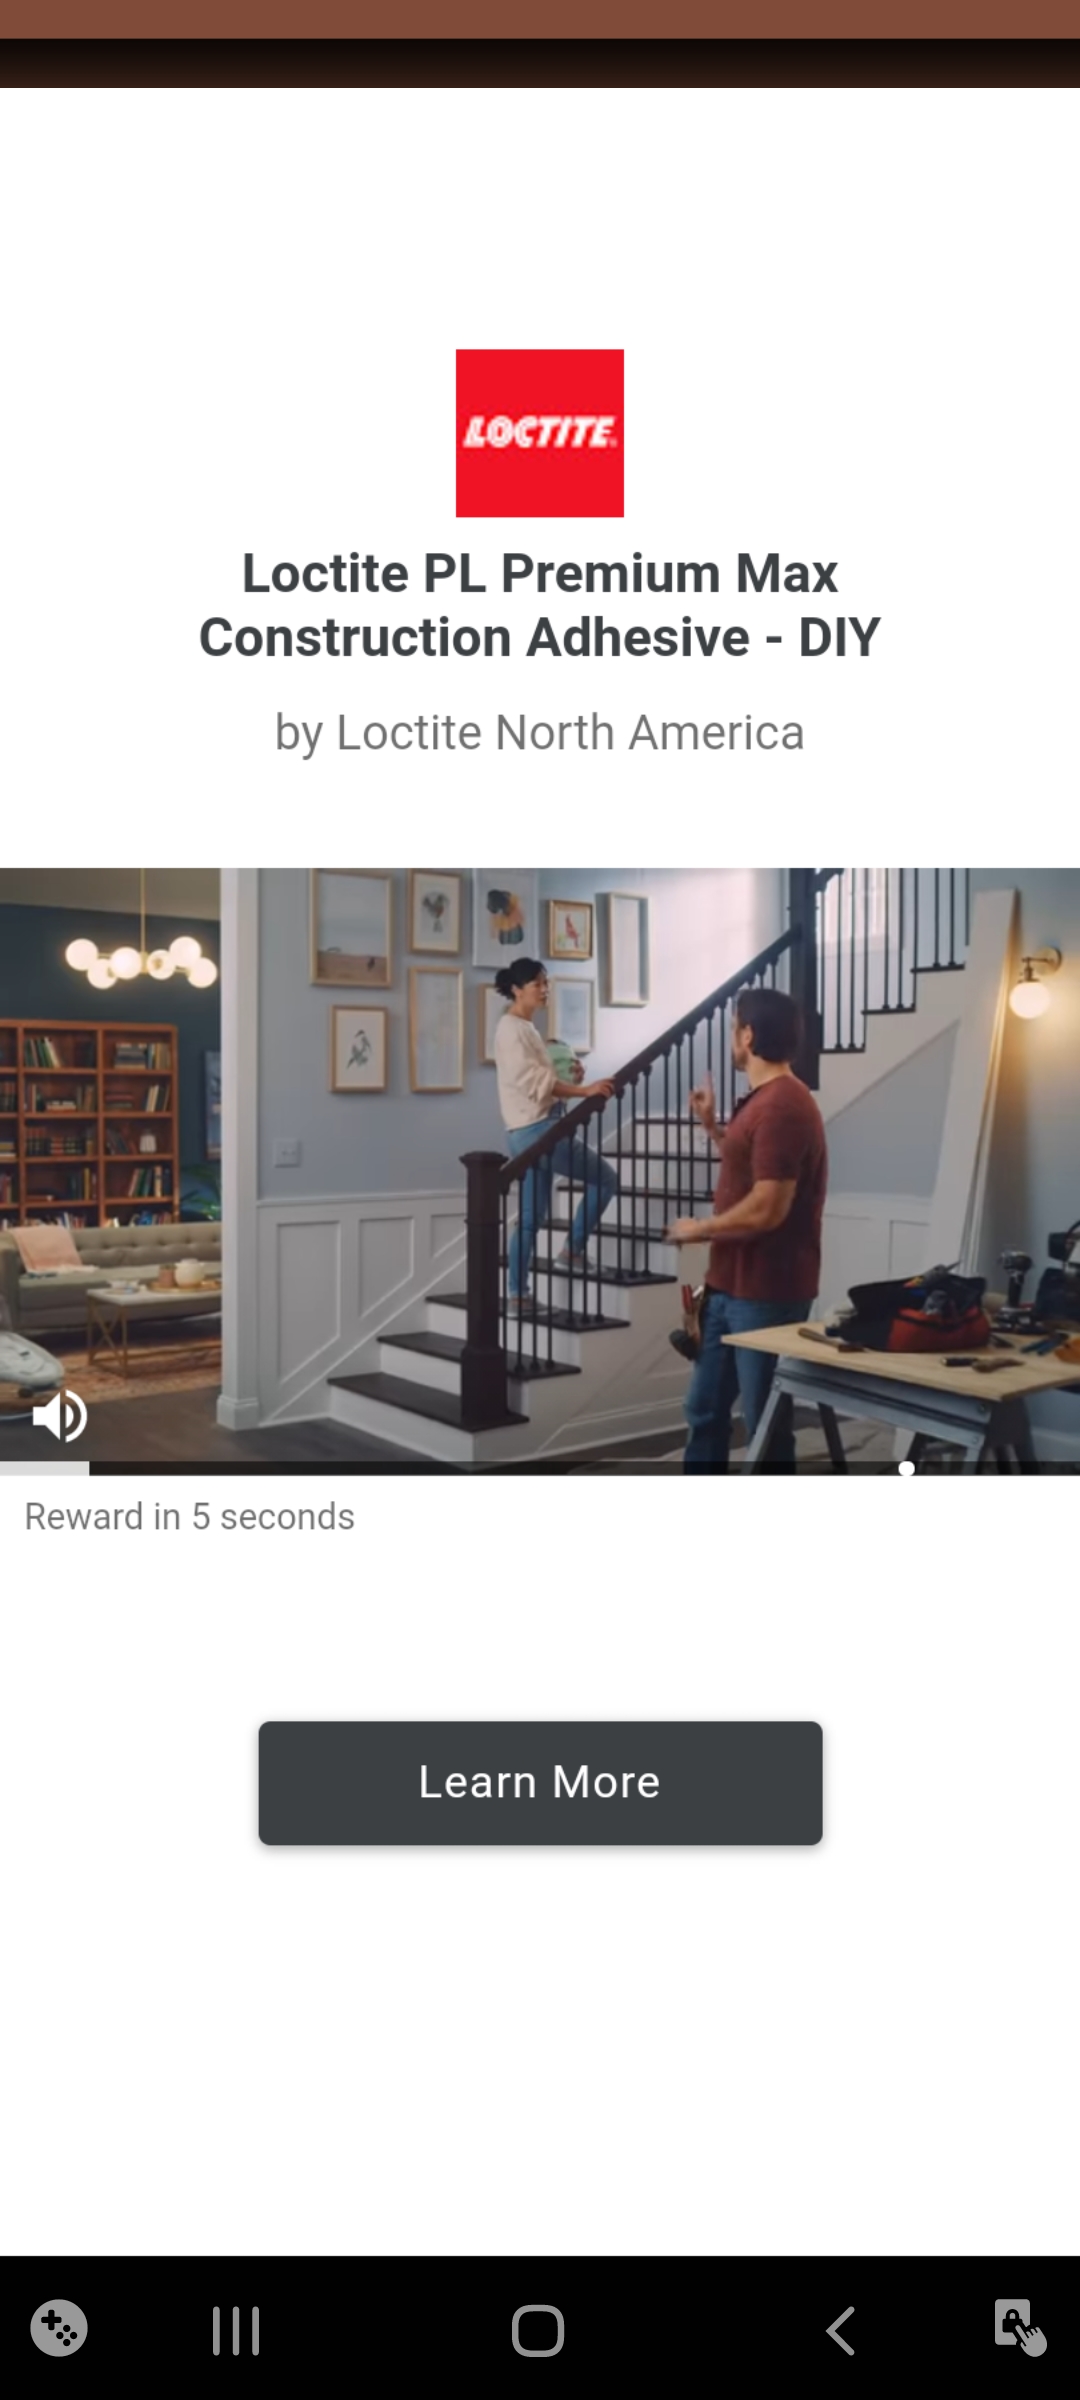 LOCTITE
Loctite PL Premium Max
Construction Adhesive - DIY
by Loctite North America
Reward in 5 seconds
Learn More